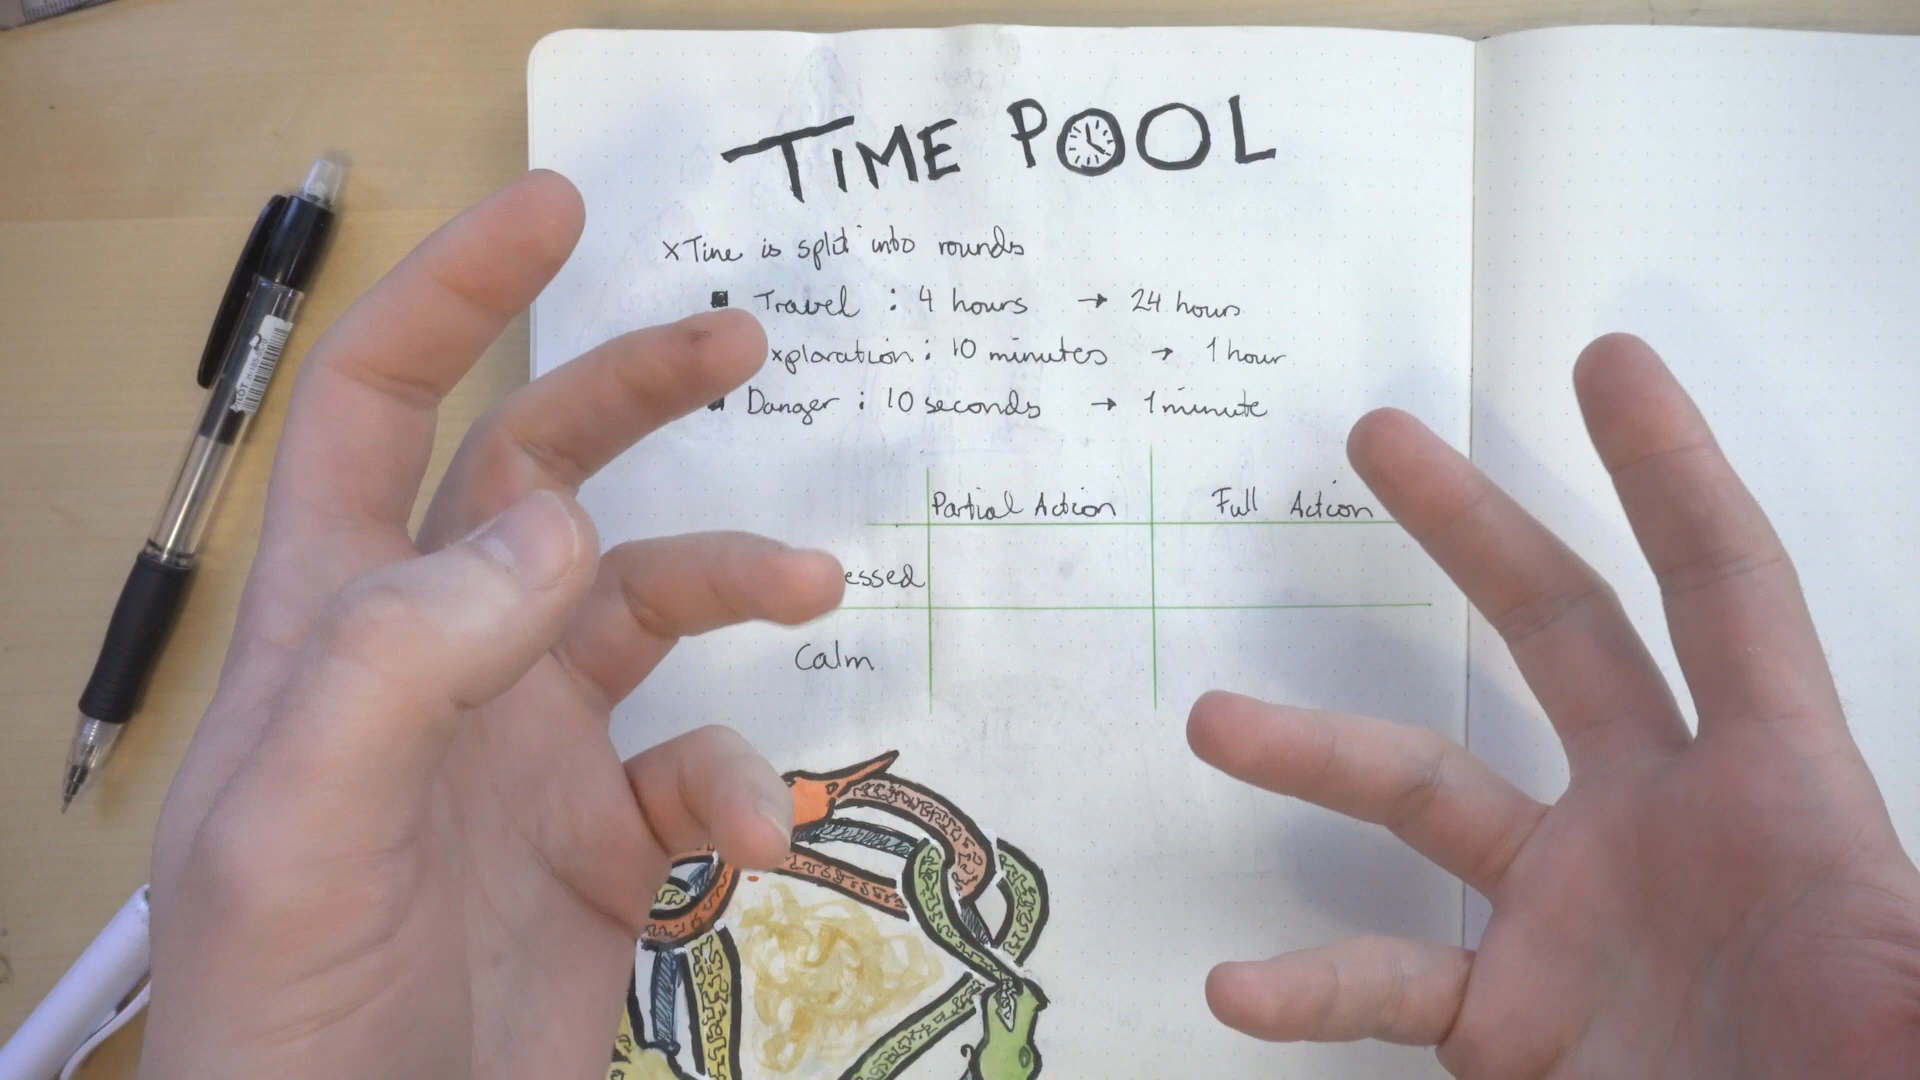 TIME POOL
x Time is split into rounds
Travel : 4 hours → 24 hours
xploration : 10 minutes → 1 hour
Danger : 10 seconds → 1 minute
Partial Action Full Action
essed
Calm